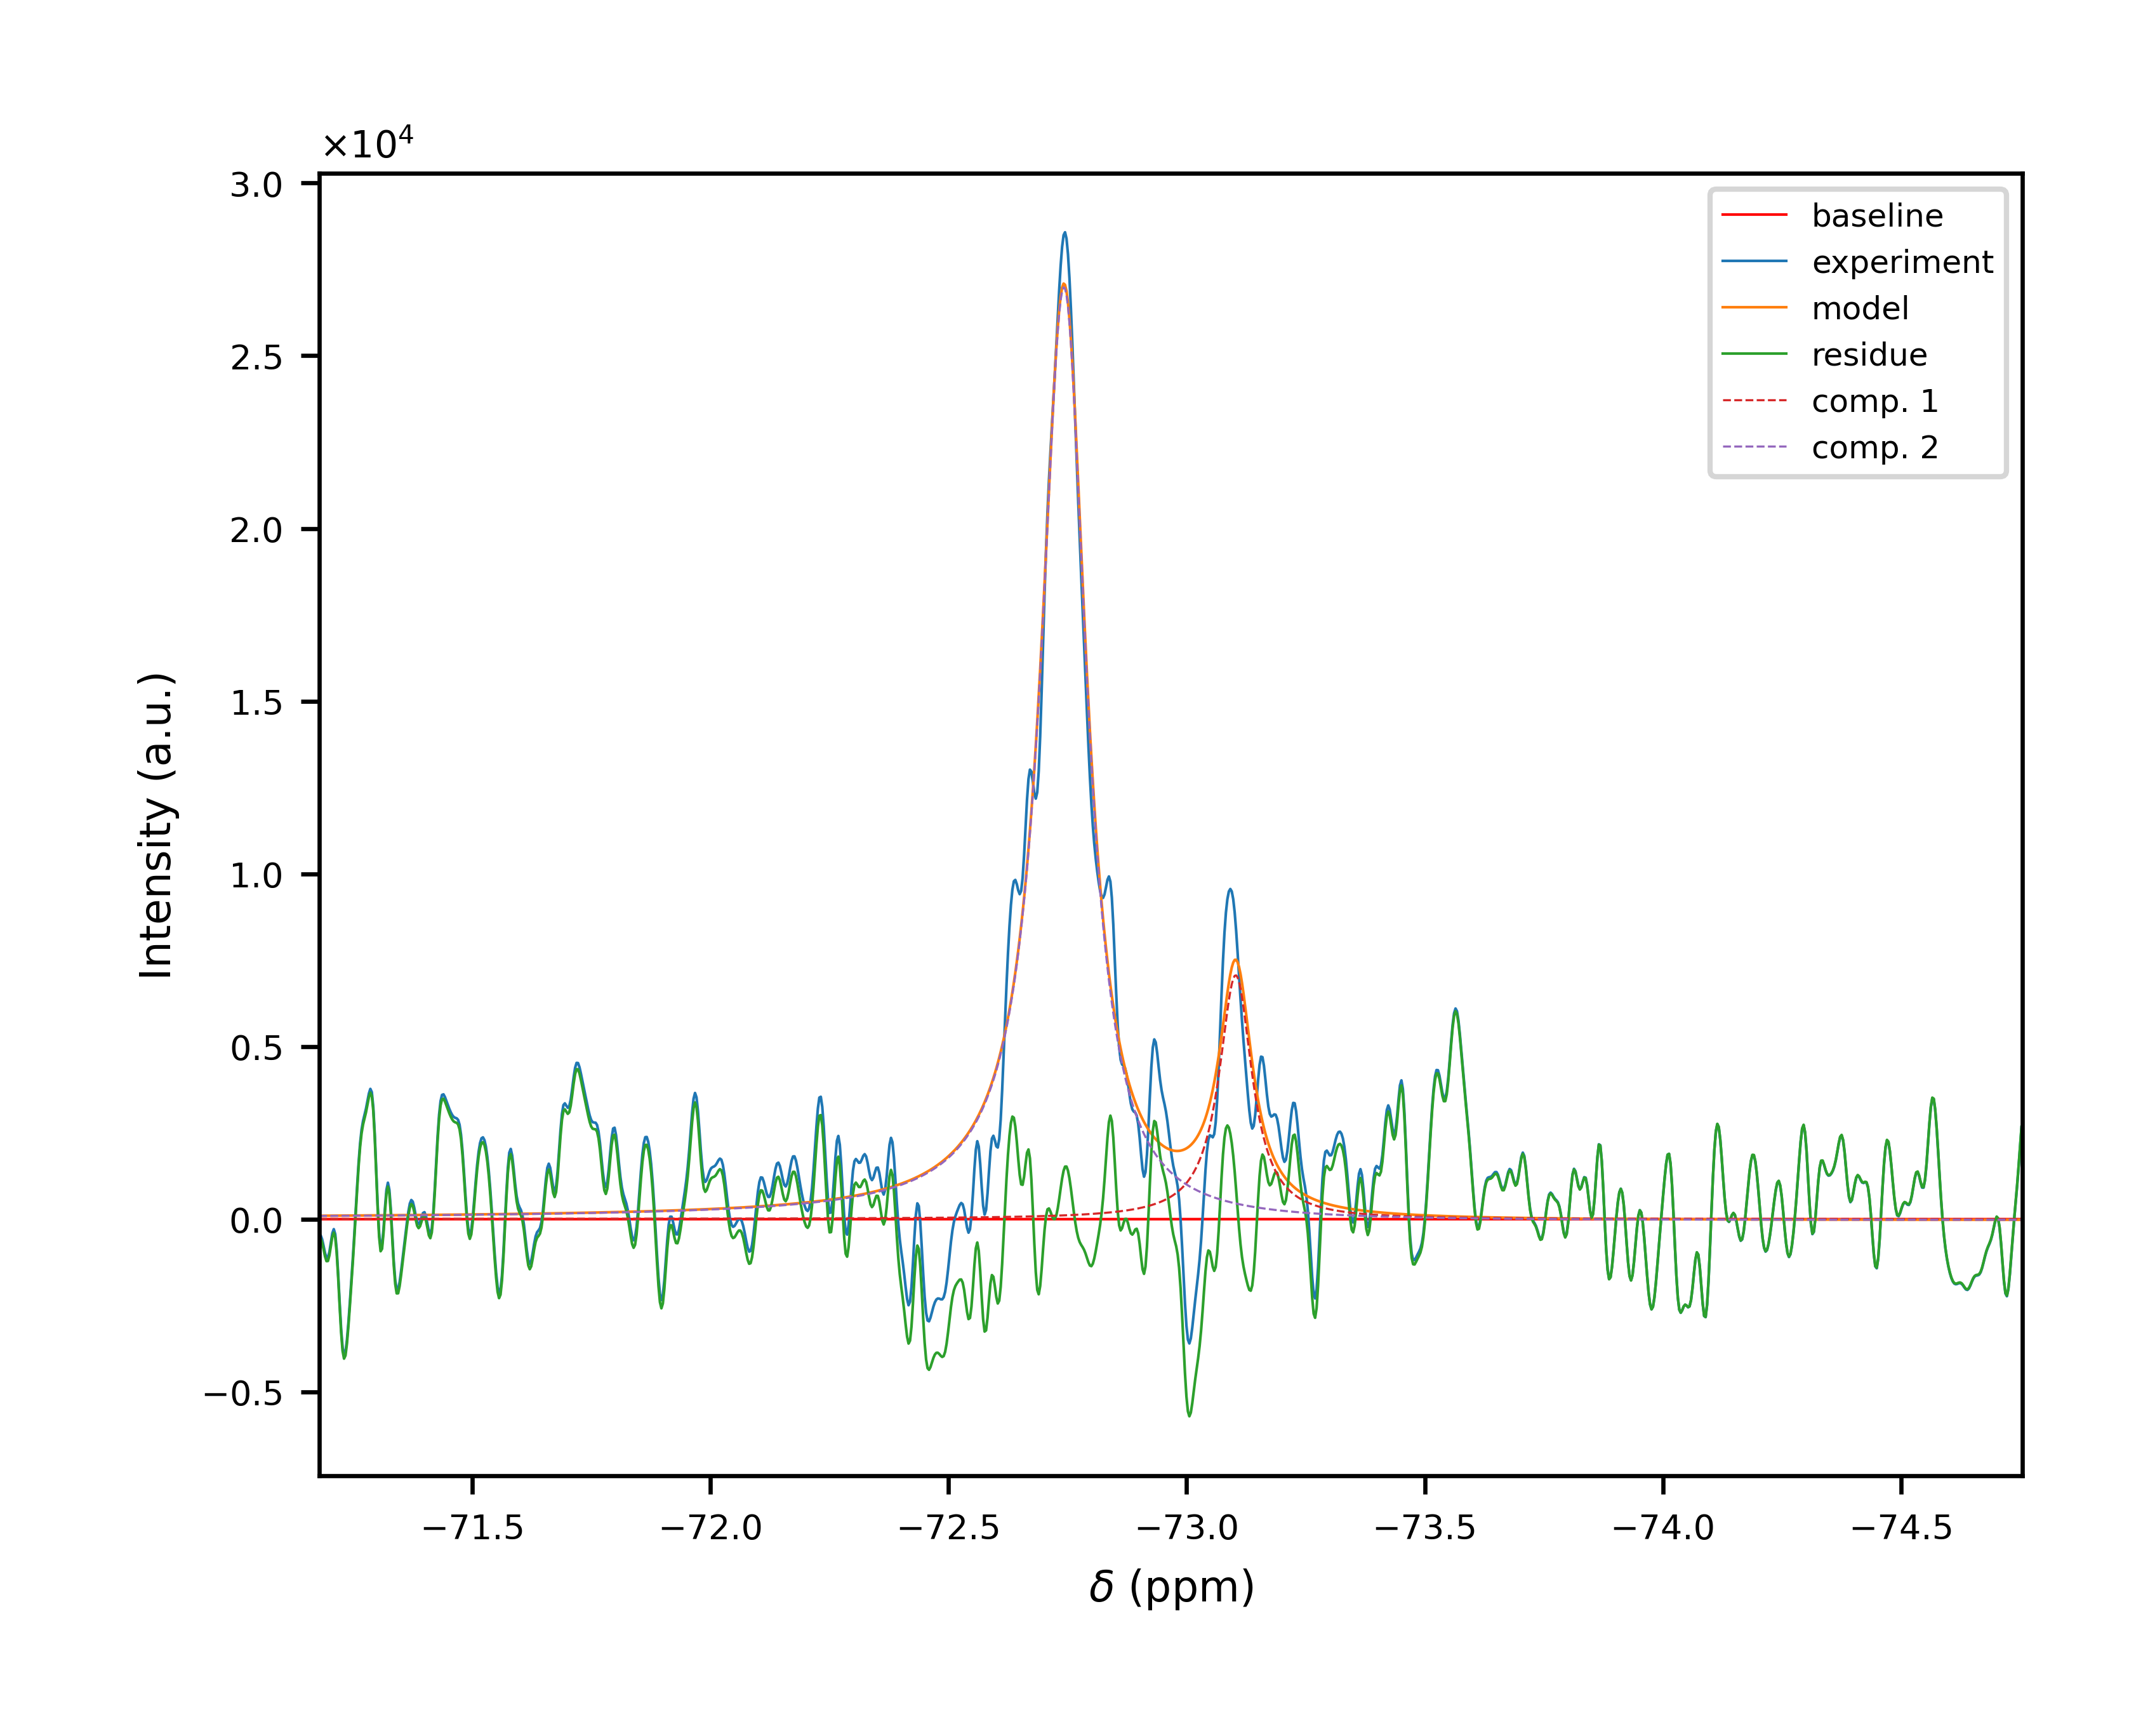 ×10⁴
3.0
2.5
2.0
1.5
1.0
0.5
0.0
−0.5
Intensity (a.u.)
baseline
experiment
model
residue
comp. 1
comp. 2
−71.5 −72.0 −72.5 −73.0 −73.5 −74.0 −74.5
δ (ppm)